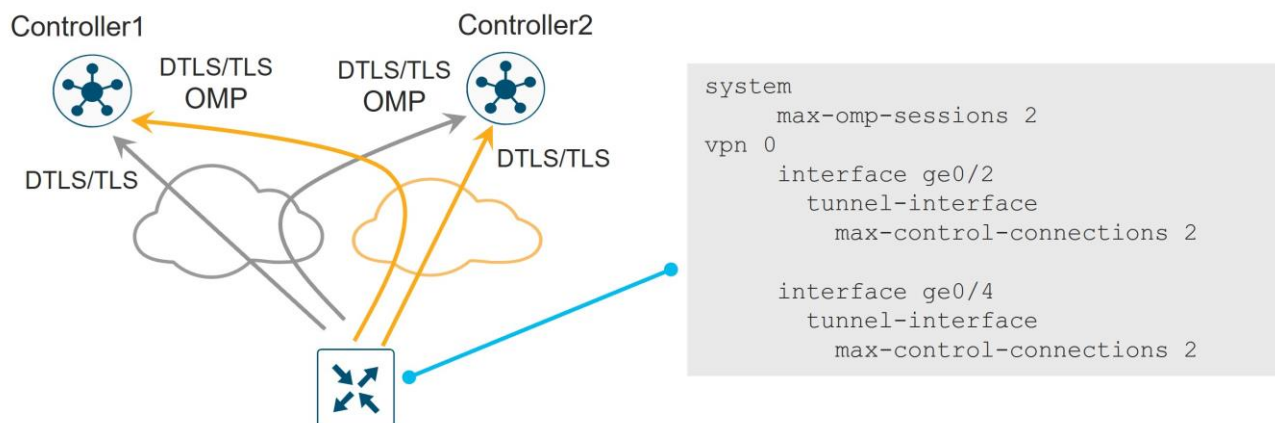 Controller1
Controller2
DTLS/TLS
OMP
DTLS/TLS
OMP
DTLS/TLS
DTLS/TLS
system
max-omp-sessions 2
vpn 0
interface ge0/2
tunnel-interface
max-control-connections 2
interface ge0/4
tunnel-interface
max-control-connections 2